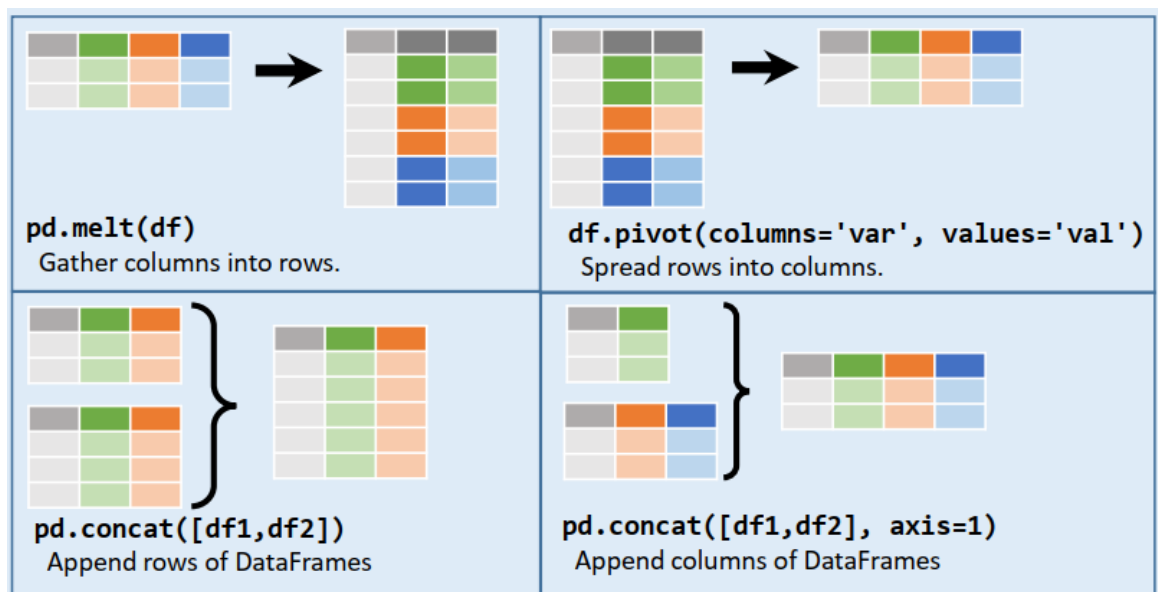 pd.melt(df)
Gather columns into rows.
df.pivot(columns='var', values='val')
Spread rows into columns.
pd.concat([df1,df2])
Append rows of DataFrames
pd.concat([df1,df2], axis=1)
Append columns of DataFrames